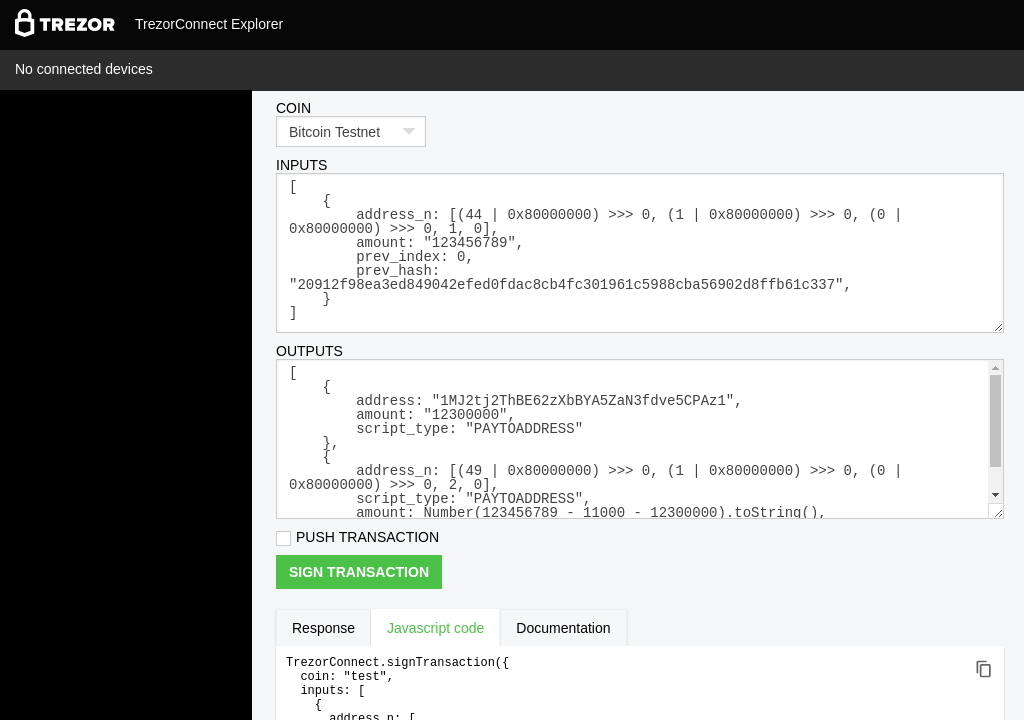 TREZOR TrezorConnect Explorer
No connected devices
COIN
Bitcoin Testnet
INPUTS
[
    {
        address_n: [(44 | 0x80000000) >>> 0, (1 | 0x80000000) >>> 0, (0 |
0x80000000) >>> 0, 1, 0],
        amount: "123456789",
        prev_index: 0,
        prev_hash:
"20912f98ea3ed849042efed0fdac8cb4fc301961c5988cba56902d8ffb61c337",
    }
]
OUTPUTS
[
    {
        address: "1MJ2tj2ThBE62zXbBYA5ZaN3fdve5CPAz1",
        amount: "12300000",
        script_type: "PAYTOADDRESS"
    },
    {
        address_n: [(49 | 0x80000000) >>> 0, (1 | 0x80000000) >>> 0, (0 |
0x80000000) >>> 0, 2, 0],
        script_type: "PAYTOADDRESS",
        amount: Number(123456789 - 11000 - 12300000).toString(),
PUSH TRANSACTION
SIGN TRANSACTION
Response Javascript code Documentation
TrezorConnect.signTransaction({
  coin: "test",
  inputs: [
    {
      address_n: [